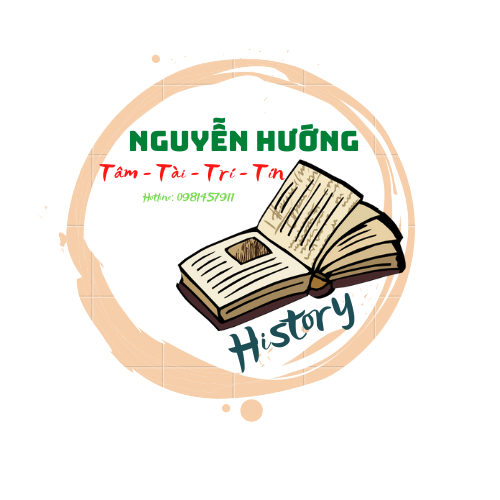 NGUYỄN HƯỚNG
Tâm - Tài - Trí - Tín
Hotline: 0981457911
History